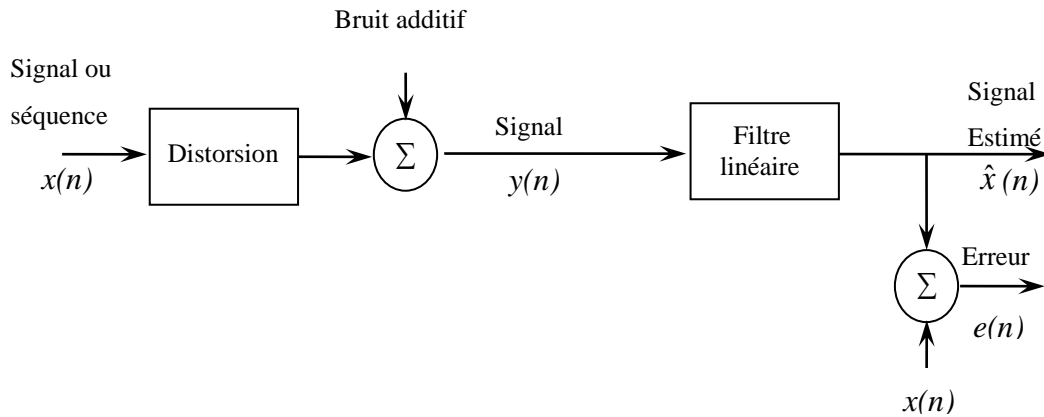 Bruit additif
Signal ou
séquence
x(n)
Distorsion
Σ
Signal
y(n)
Filtre
linéaire
Signal
Estimé
x̂ (n)
Σ
Erreur
e(n)
x(n)